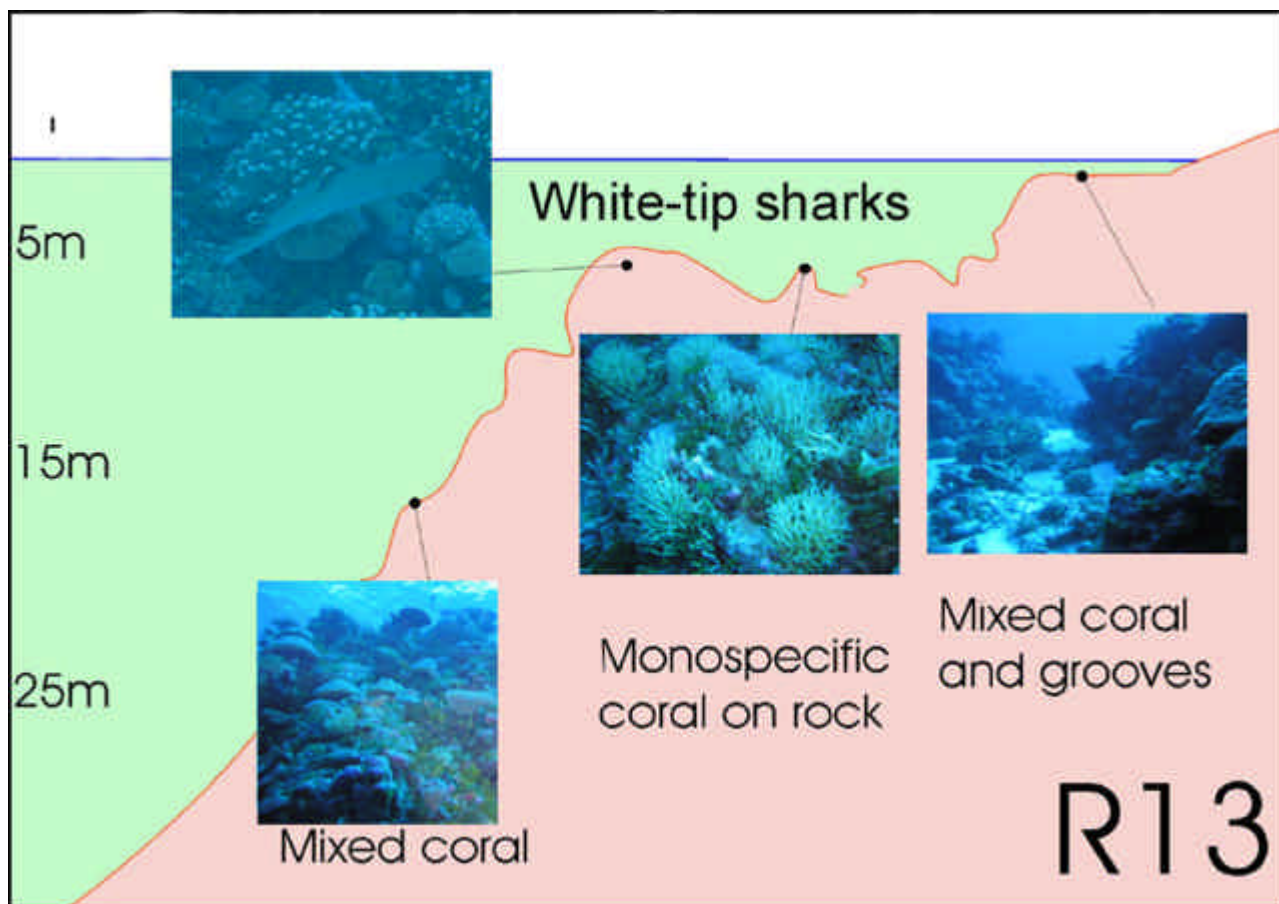 White-tip sharks
5m
15m
25m
Mixed coral
Monospecific
coral on rock
Mixed coral
and grooves
R13